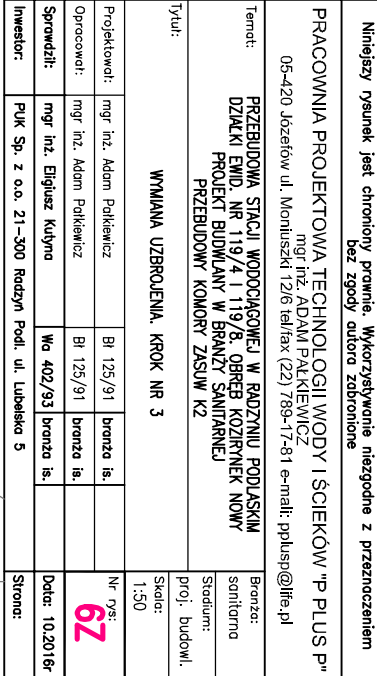 Niniejszy rysunek jest chroniony prawnie. Wykorzystywanie niezgodne z przeznaczeniem
bez zgody autora zabronione
PRACOWNIA PROJEKTOWA TECHNOLOGII WODY I ŚCIEKÓW "P PLUS P"
mgr inż. ADAM PAŁKIEWICZ
05-420 Józefów ul. Moniuszki 12/6 tel/fax (22) 789-17-81 e-mali: pplusp@life.pl
Temat:
PRZEBUDOWA STACJI WODOCIĄGOWEJ W RADZYNIU PODLASKIM
DZIAŁKI EWID. NR 119/4 I 119/8, OBRĘB KOZIRYNEK NOWY
PROJEKT BUDWLANY W BRANŻY SANITARNEJ
PRZEBUDOWY KOMORY ZASUW K2
Branża:
sanitarna
Stadium:
proj. budowl.
Tytuł:
WYMIANA UZBROJENIA. KROK NR 3
Skala:
1:50
Projektował: mgr inż. Adam Pałkiewicz BŁ 125/91 branża is.
Nr rys:
6Z
Opracował: mgr inż. Adam Pałkiewicz BŁ 125/91 branża is.
Sprawdził: mgr inż. Eligiusz Kutyna Wa 402/93 branża is. Data: 10.2016r
Inwestor: PUK Sp. z o.o. 21-300 Radzyń Podl. ul. Lubelska 5 Strona: